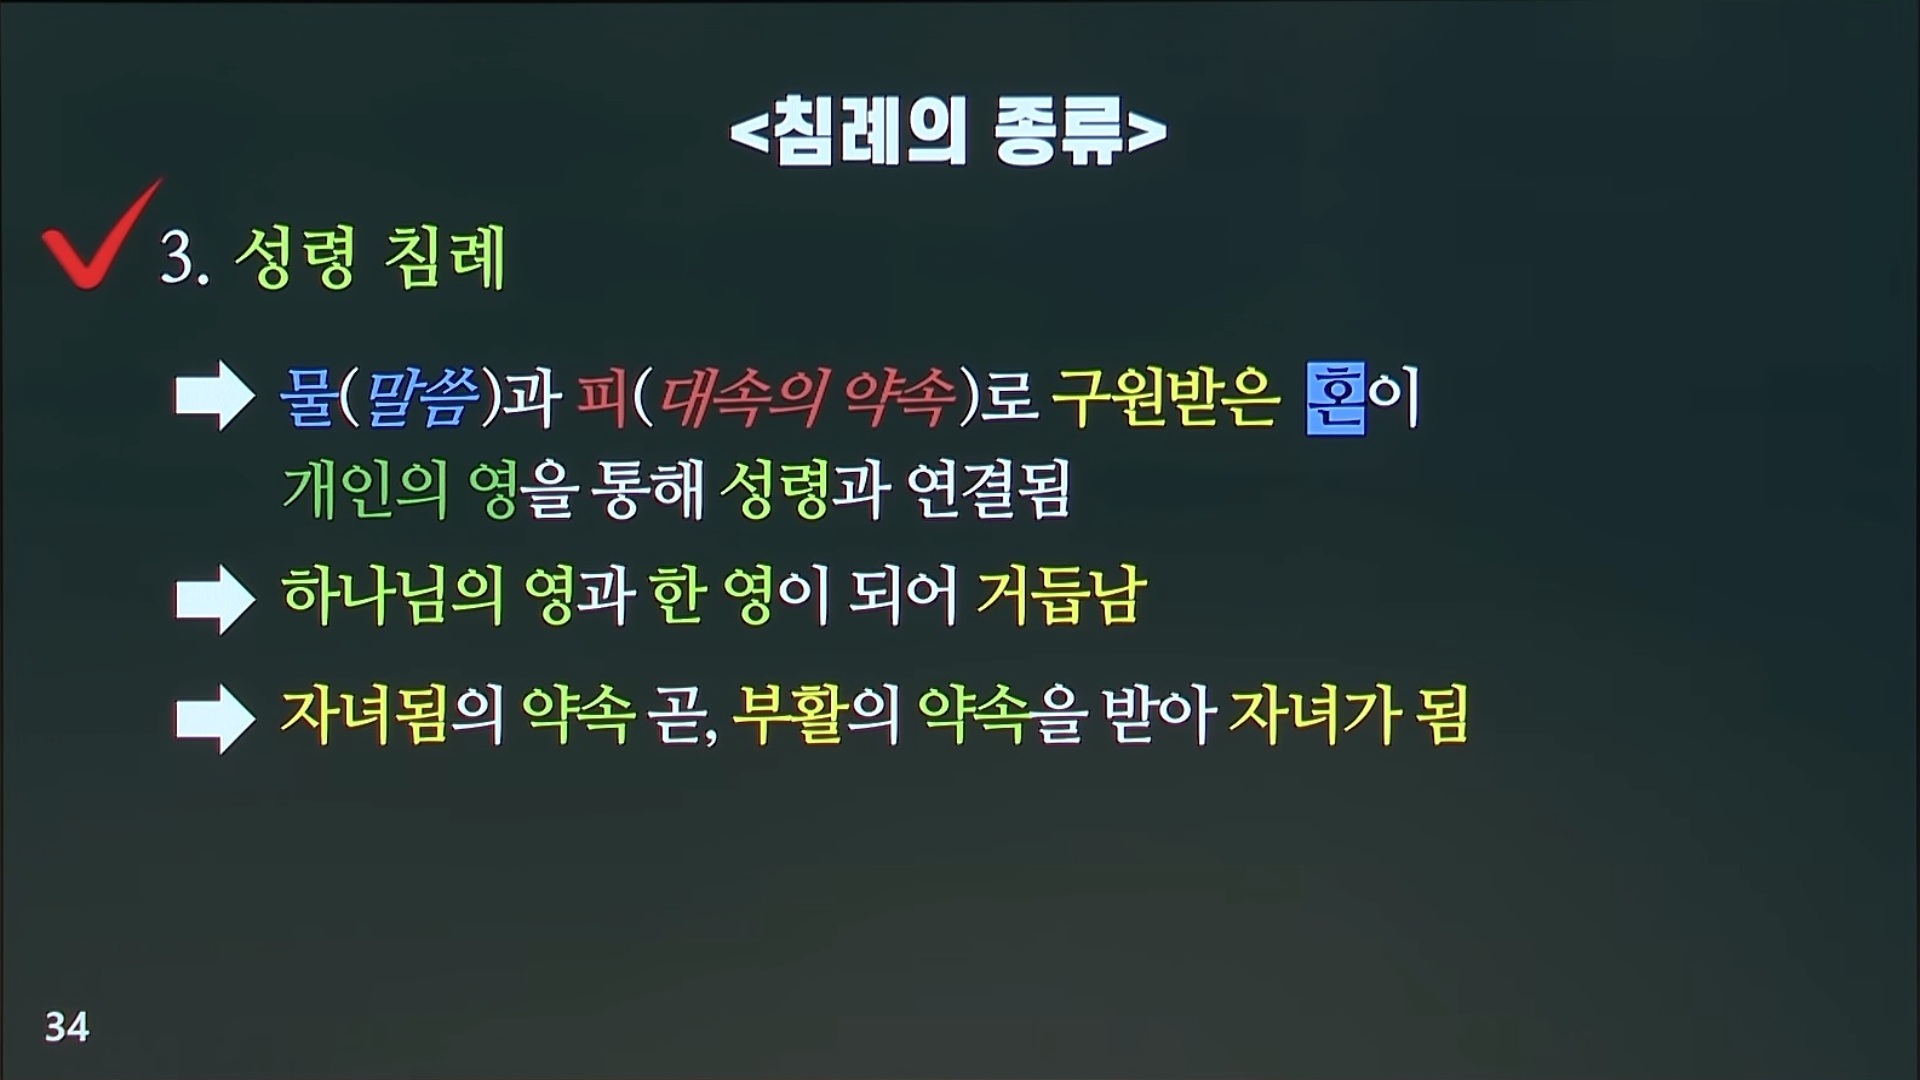 <침례의 종류>
3. 성령 침례
물(말씀)과 피(대속의 약속)로 구원받은 혼이
개인의 영을 통해 성령과 연결됨
하나님의 영과 한 영이 되어 거듭남
자녀됨의 약속 곧, 부활의 약속을 받아 자녀가 됨
34